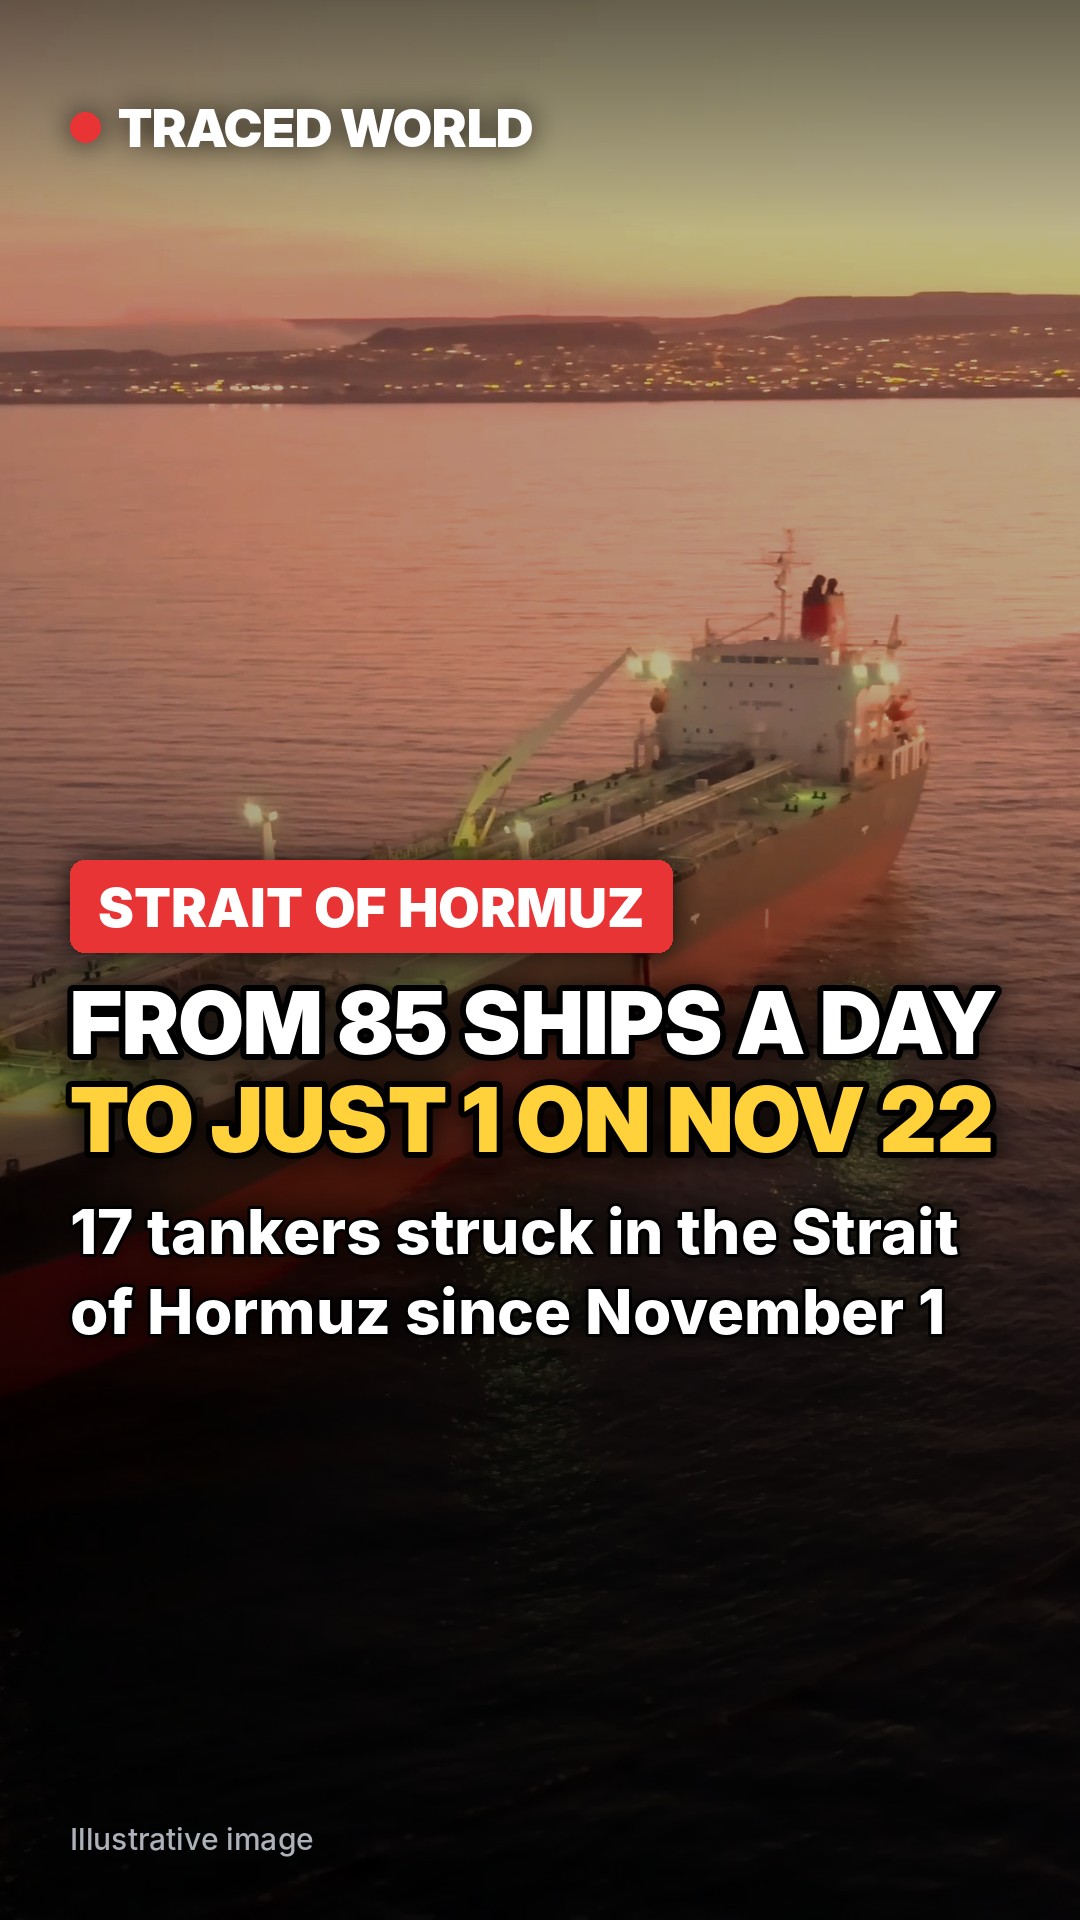 TRACED WORLD
STRAIT OF HORMUZ
FROM 85 SHIPS A DAY
TO JUST 1 ON NOV 22
17 tankers struck in the Strait
of Hormuz since November 1
Illustrative image